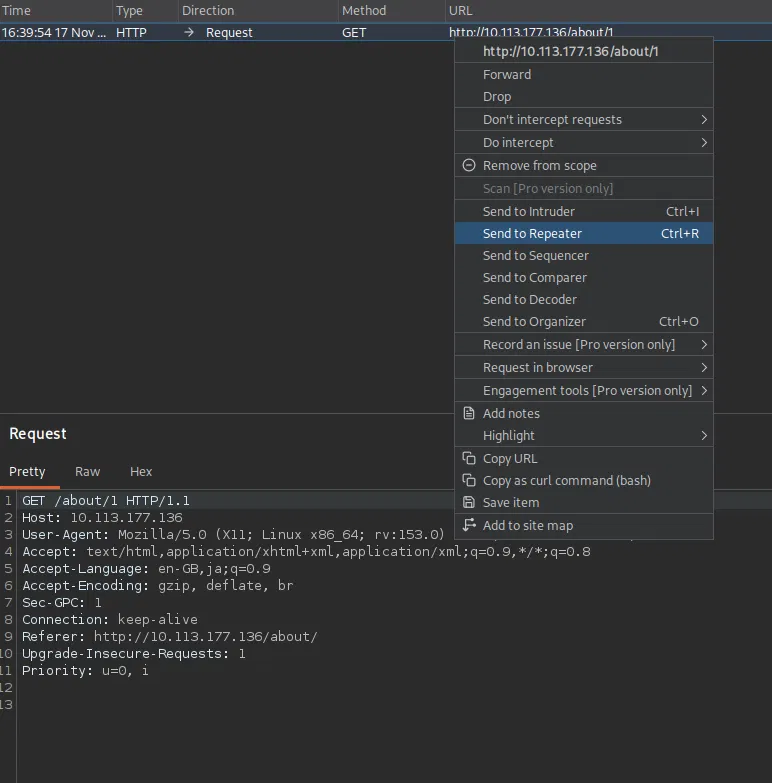 Time Type Direction Method URL
16:39:54 17 Nov ... HTTP → Request GET http://10.113.177.136/about/1
http://10.113.177.136/about/1
Forward
Drop
Don't intercept requests
Do intercept
Remove from scope
Scan [Pro version only]
Send to Intruder Ctrl+I
Send to Repeater Ctrl+R
Send to Sequencer
Send to Comparer
Send to Decoder
Send to Organizer Ctrl+O
Record an issue [Pro version only]
Request in browser
Engagement tools [Pro version only]
Add notes
Highlight
Copy URL
Copy as curl command (bash)
Save item
Add to site map
Request
Pretty Raw Hex
1 GET /about/1 HTTP/1.1
2 Host: 10.113.177.136
3 User-Agent: Mozilla/5.0 (X11; Linux x86_64; rv:153.0)
4 Accept: text/html,application/xhtml+xml,application/xml;q=0.9,*/*;q=0.8
5 Accept-Language: en-GB,ja;q=0.9
6 Accept-Encoding: gzip, deflate, br
7 Sec-GPC: 1
8 Connection: keep-alive
9 Referer: http://10.113.177.136/about/
10 Upgrade-Insecure-Requests: 1
11 Priority: u=0, i
12
13